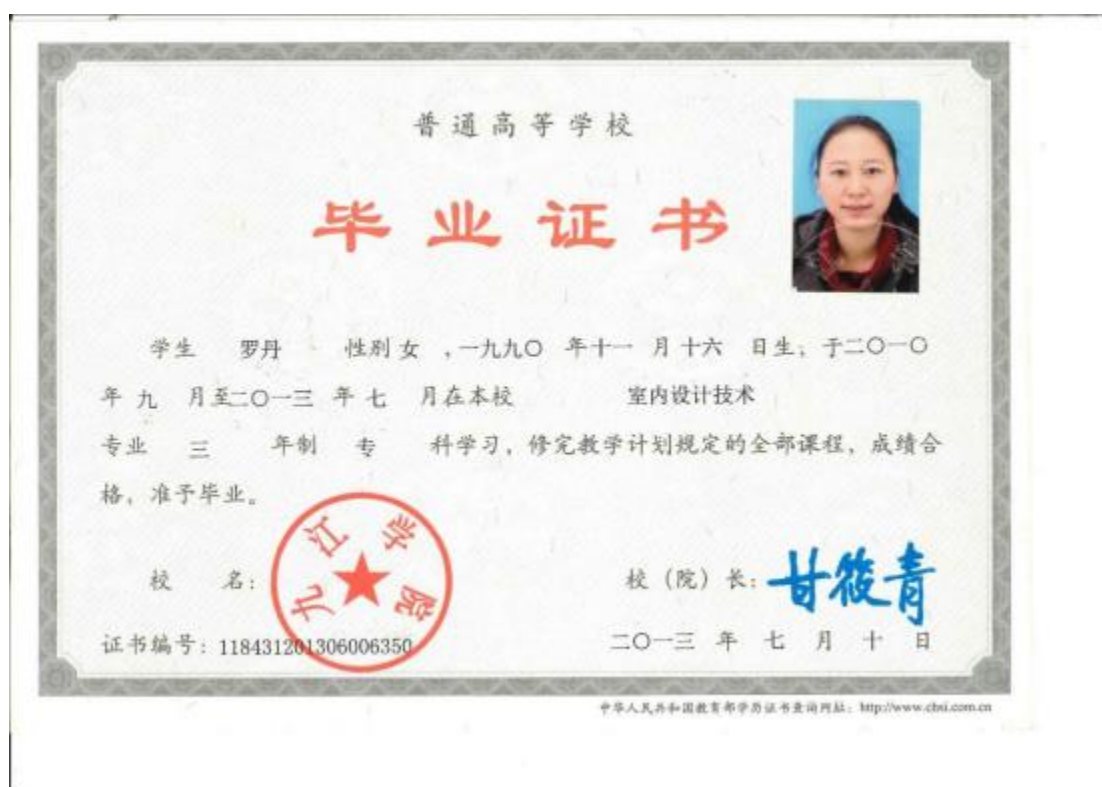 普通高等学校
毕业证书
学生 罗丹 性别 女 ,一九九〇 年十一 月十六 日生,于二〇一〇
年 九 月至二〇一三 年 七 月在本校 室内设计技术
专业 三 年制 专 科学习,修完教学计划规定的全部课程,成绩合
格,准予毕业。
九江学院
校 名: 校(院)长: 甘筱青
证书编号:118431201306006350 二〇一三 年 七 月 十 日
中华人民共和国教育部学历证书查询网址:http://www.chsi.com.cn